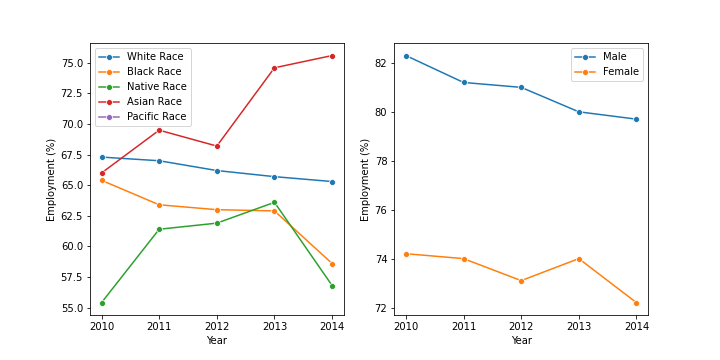 White Race
Black Race
Native Race
Asian Race
Pacific Race
75.0
72.5
70.0
67.5
65.0
62.5
60.0
57.5
55.0
Employment (%)
2010 2011 2012 2013 2014
Year
Male
Female
82
80
78
76
74
72
Employment (%)
2010 2011 2012 2013 2014
Year